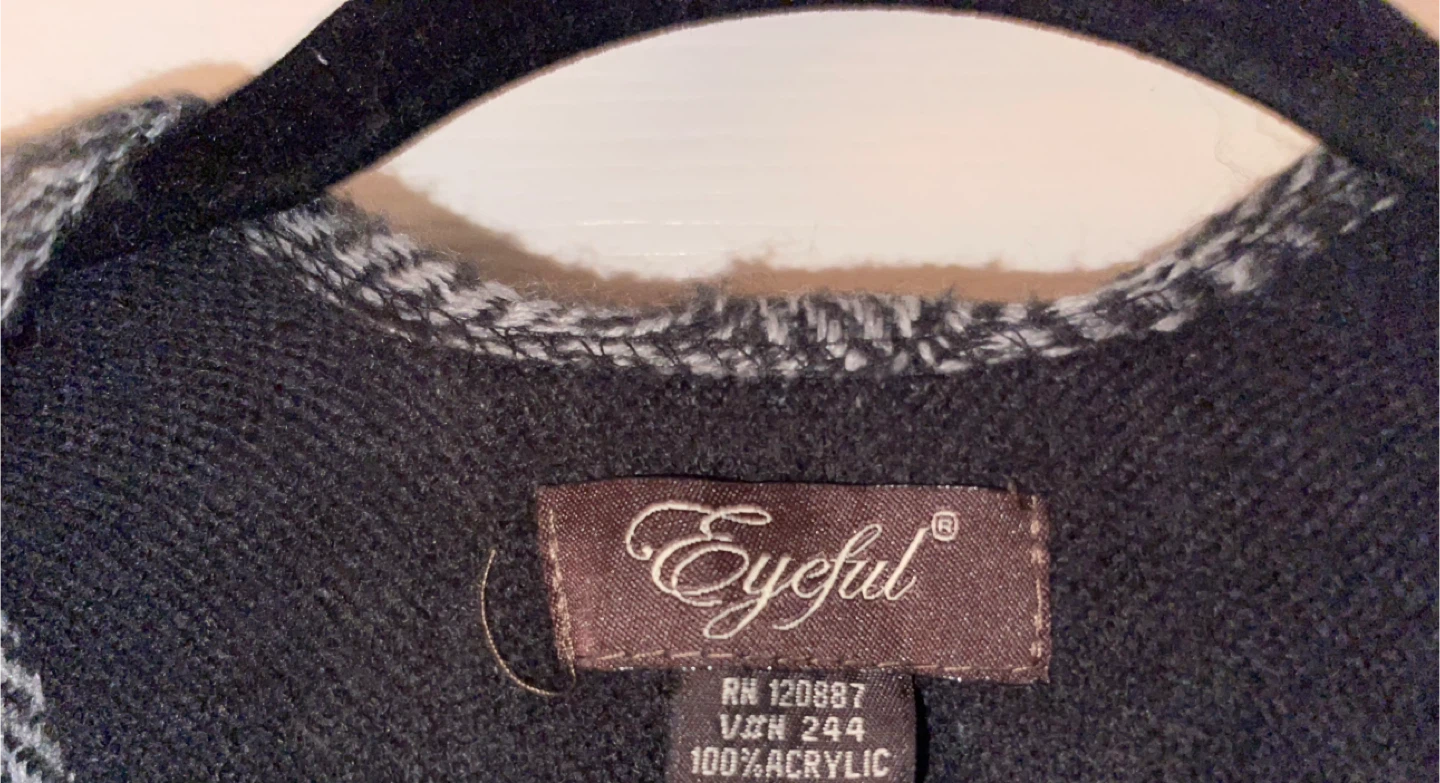 Eyeful®
RN 120887
V#N 244
100%ACRYLIC